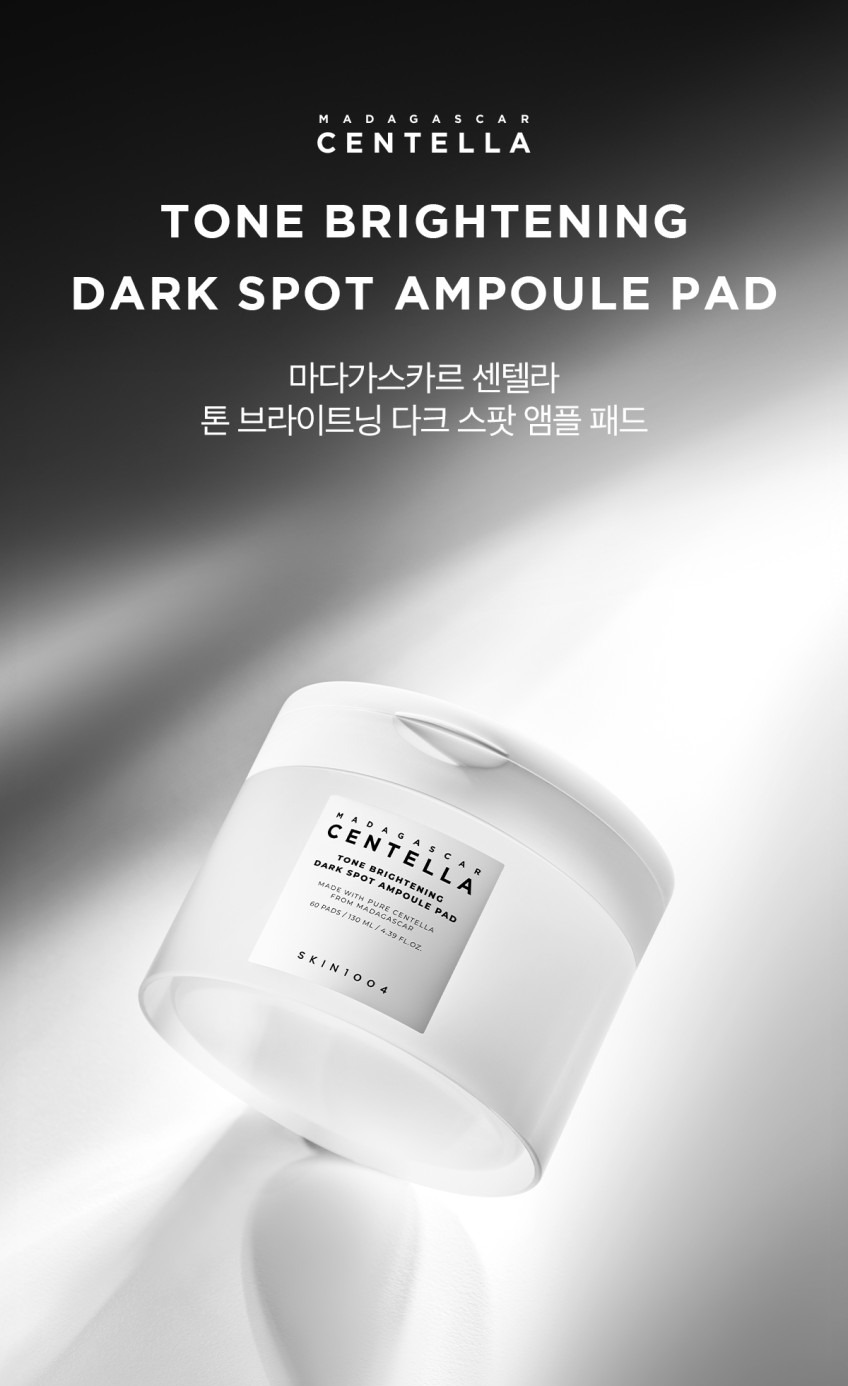 MADAGASCAR
CENTELLA
TONE BRIGHTENING
DARK SPOT AMPOULE PAD
마다가스카르 센텔라
톤 브라이트닝 다크 스팟 앰플 패드
MADAGASCAR
CENTELLA
TONE BRIGHTENING
DARK SPOT AMPOULE PAD
MADE WITH PURE CENTELLA
FROM MADAGASCAR
60 PADS / 130 ML / 4.39 FL.OZ.
SKIN1004